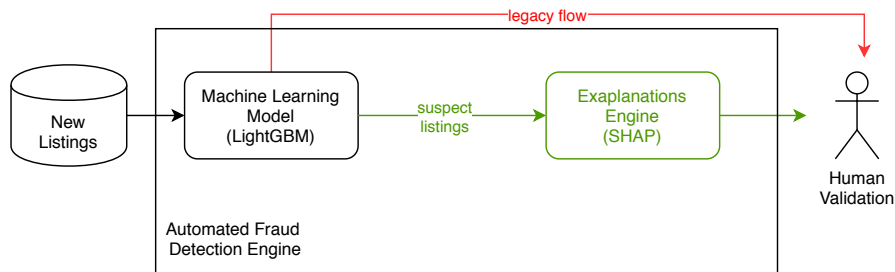 legacy flow
New
Listings
Machine Learning
Model
(LightGBM)
suspect
listings
Exaplanations
Engine
(SHAP)
Human
Validation
Automated Fraud
Detection Engine